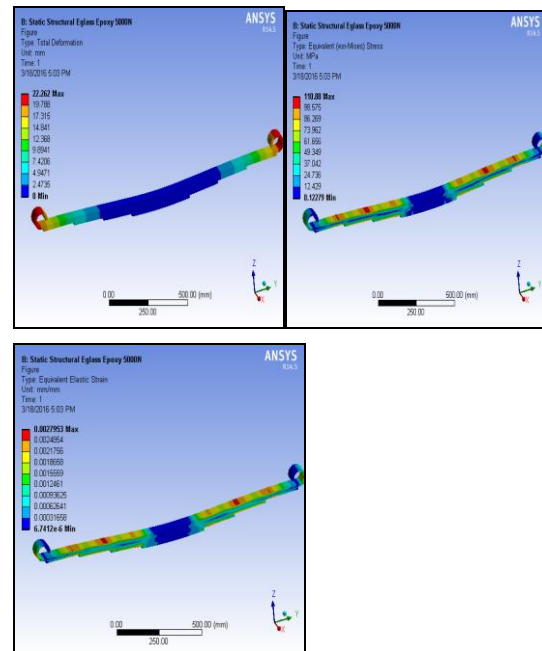 B: Static Structural Eglass Epoxy 5000N
Figure
Type: Total Deformation
Unit: mm
Time: 1
3/18/2016 5:03 PM
22.262 Max
19.788
17.315
14.841
12.368
9.8941
7.4206
4.9471
2.4735
0 Min
ANSYS
R14.5
0.00
500.00 (mm)
250.00
Z
Y
X
B: Static Structural Eglass Epoxy 5000N
Figure
Type: Equivalent (von-Mises) Stress
Unit: MPa
Time: 1
3/18/2016 5:03 PM
110.88 Max
98.575
86.269
73.962
61.656
49.349
37.042
24.736
12.429
0.12279 Min
ANSYS
R14.5
0.00
500.00 (mm)
250.00
Z
Y
X
B: Static Structural Eglass Epoxy 5000N
Figure
Type: Equivalent Elastic Strain
Unit: mm/mm
Time: 1
3/18/2016 5:03 PM
0.0027953 Max
0.0024854
0.0021756
0.0018658
0.0015559
0.0012461
0.00093625
0.00062641
0.00031658
6.7412e-6 Min
ANSYS
R14.5
0.00
500.00 (mm)
250.00
Z
Y
X